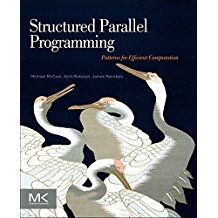 Structured Parallel
Programming
Patterns for Efficient Computation
Michael McCool, Arch Robison, James Reinders
MK